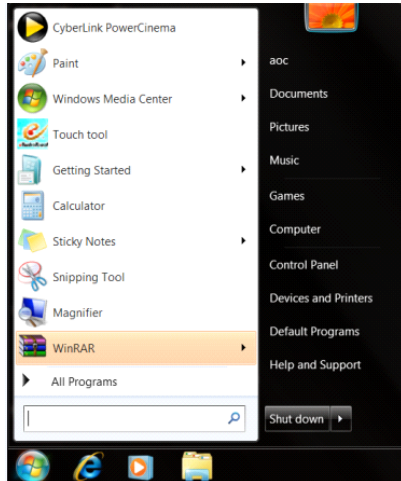 CyberLink PowerCinema
Paint
Windows Media Center
Touch tool
Getting Started
Calculator
Sticky Notes
Snipping Tool
Magnifier
WinRAR
All Programs
aoc
Documents
Pictures
Music
Games
Computer
Control Panel
Devices and Printers
Default Programs
Help and Support
Shut down